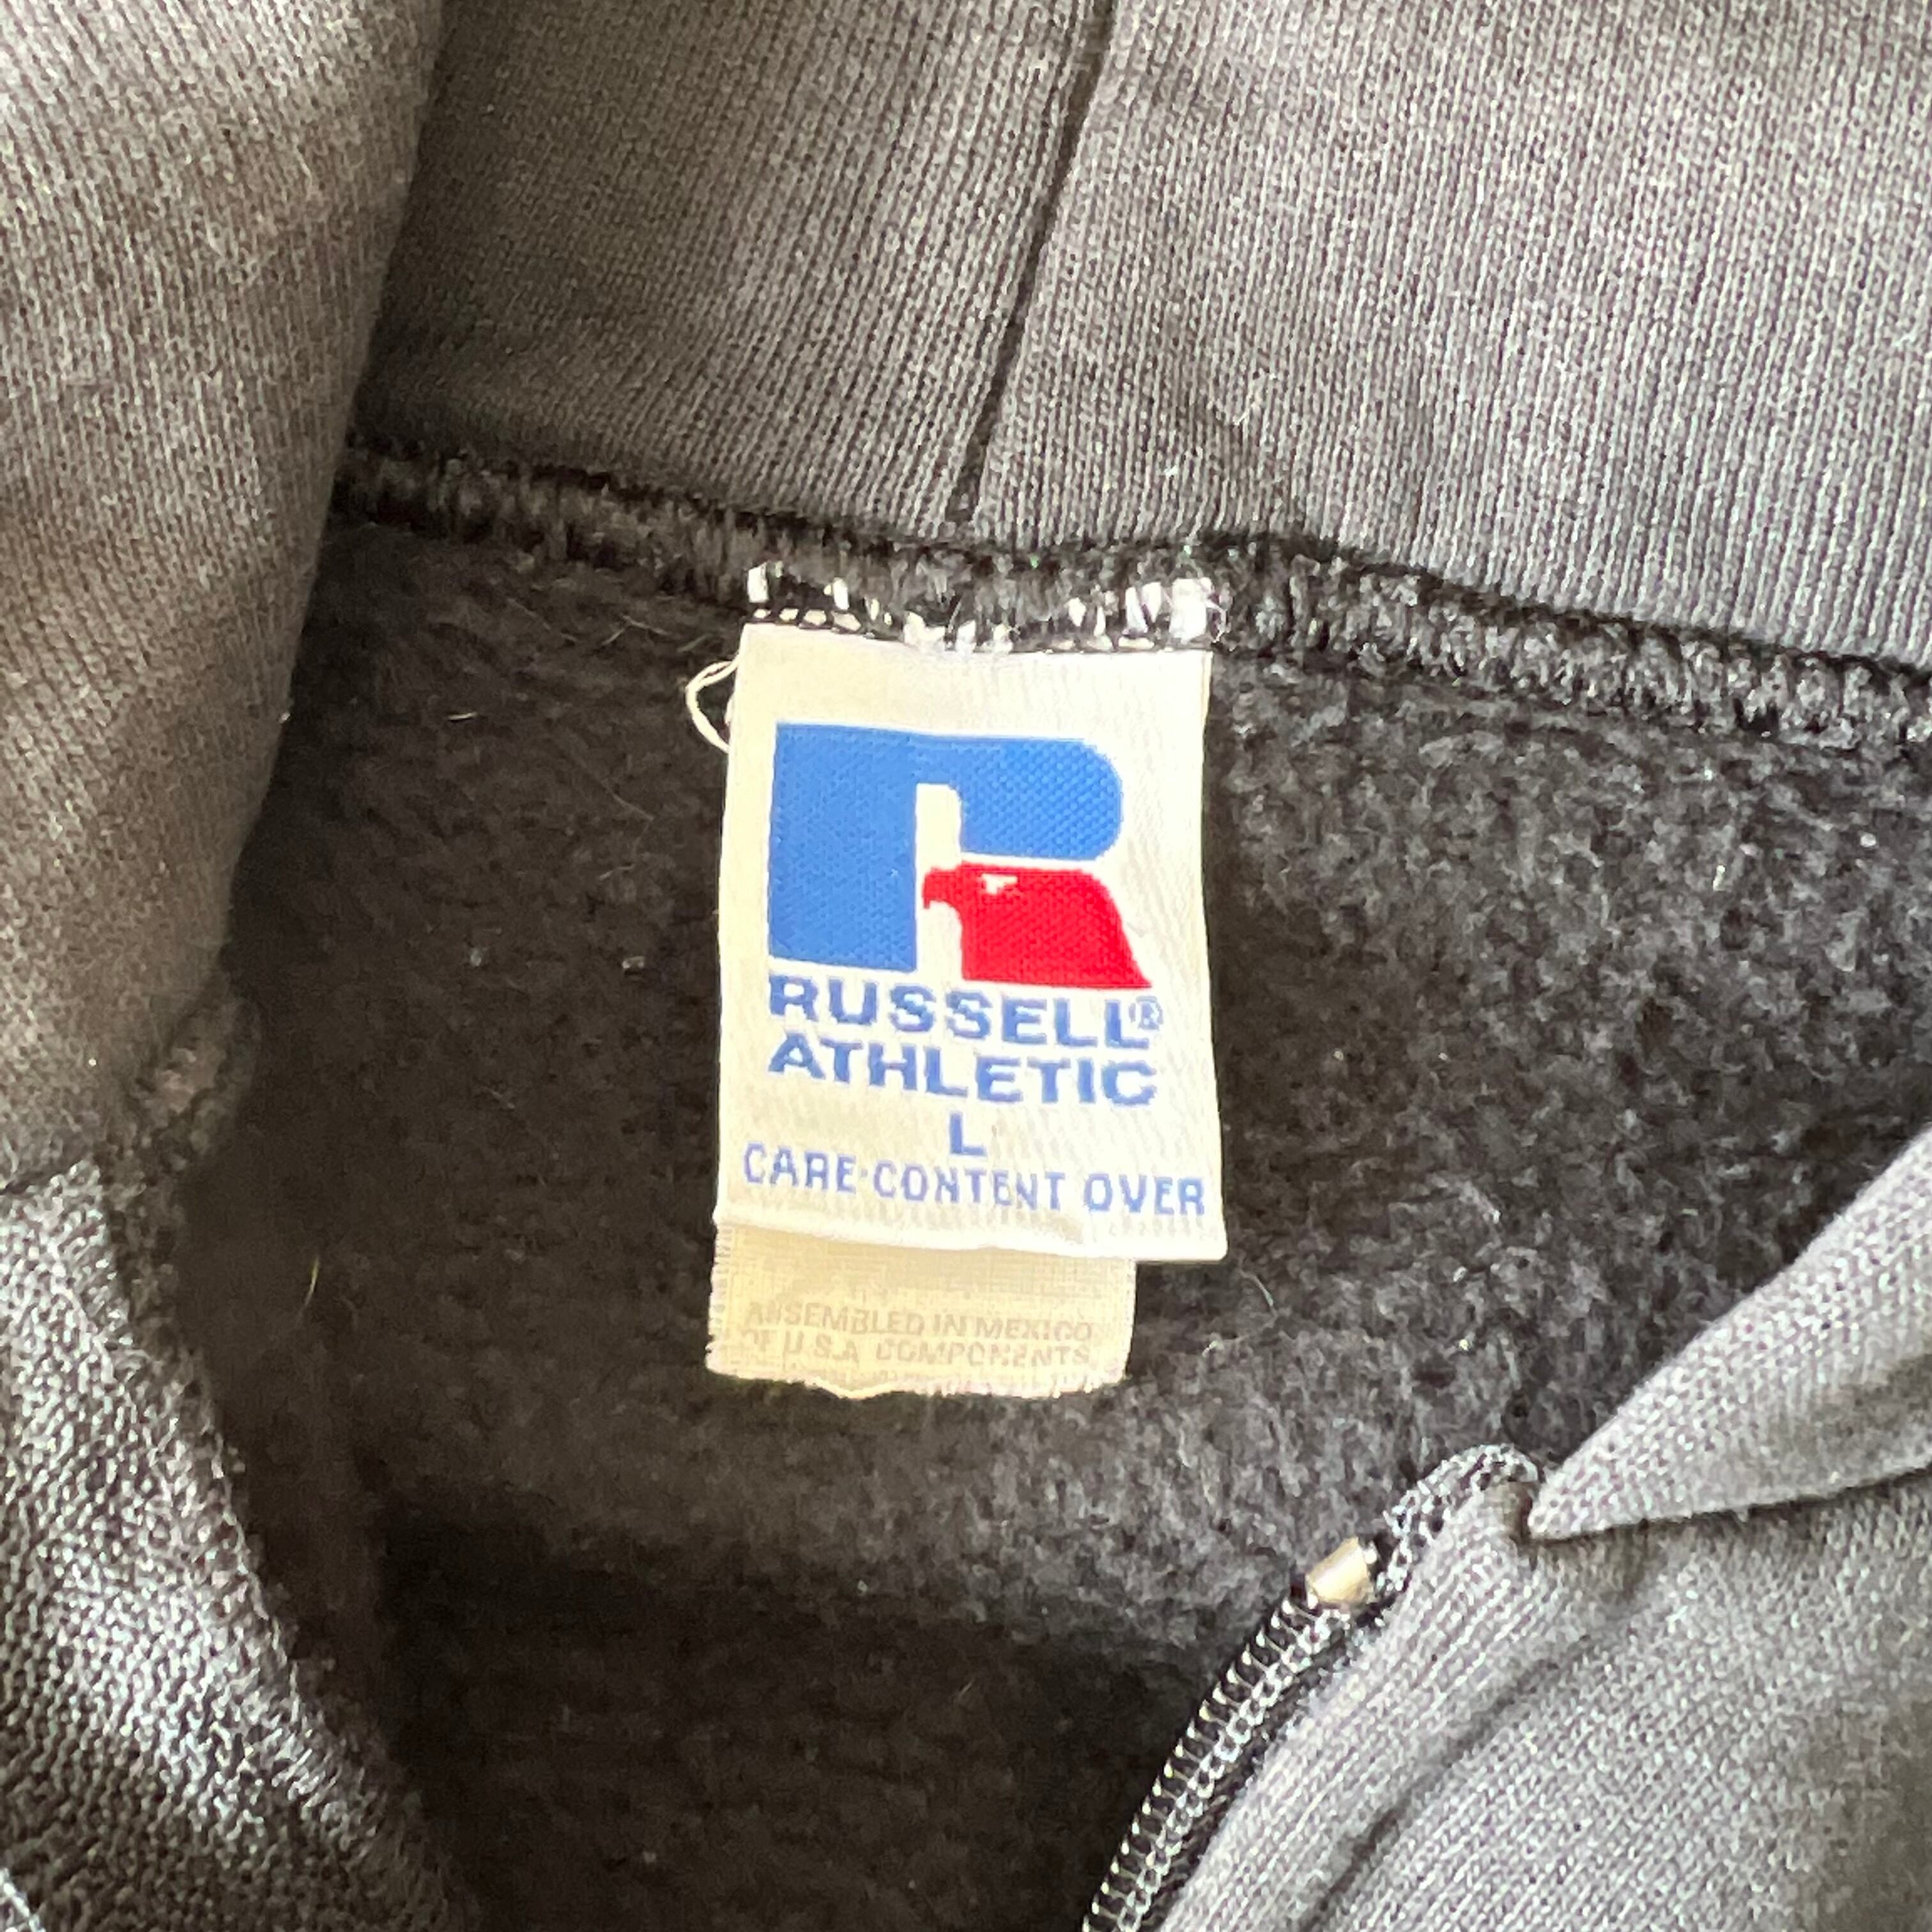 RUSSELL®
ATHLETIC
L
CARE·CONTENT OVER
ASSEMBLED IN MEXICO
OF U.S.A. COMPONENTS